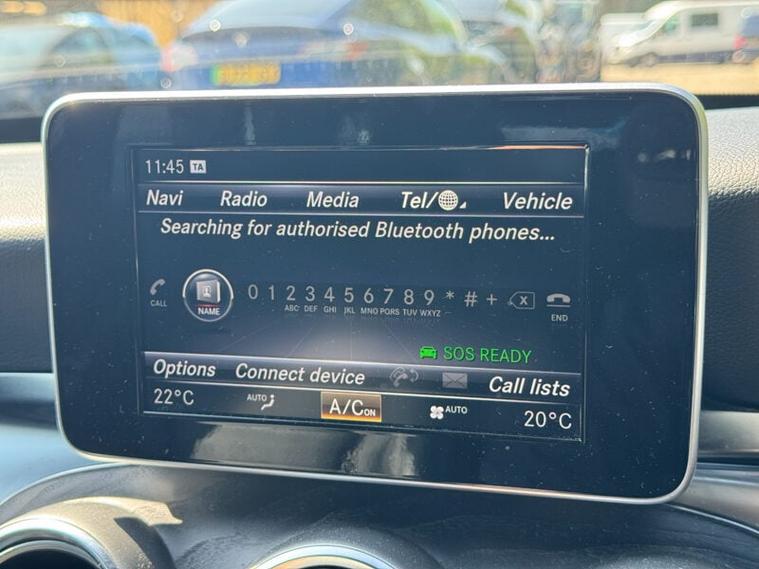 11:45 TA
Navi Radio Media Tel/ Vehicle
Searching for authorised Bluetooth phones...
CALL NAME 0 1 2 3 4 5 6 7 8 9 * # + END
ABC DEF GHI JKL MNO PQRS TUV WXYZ
SOS READY
Options Connect device Call lists
22°C AUTO A/C ON AUTO 20°C